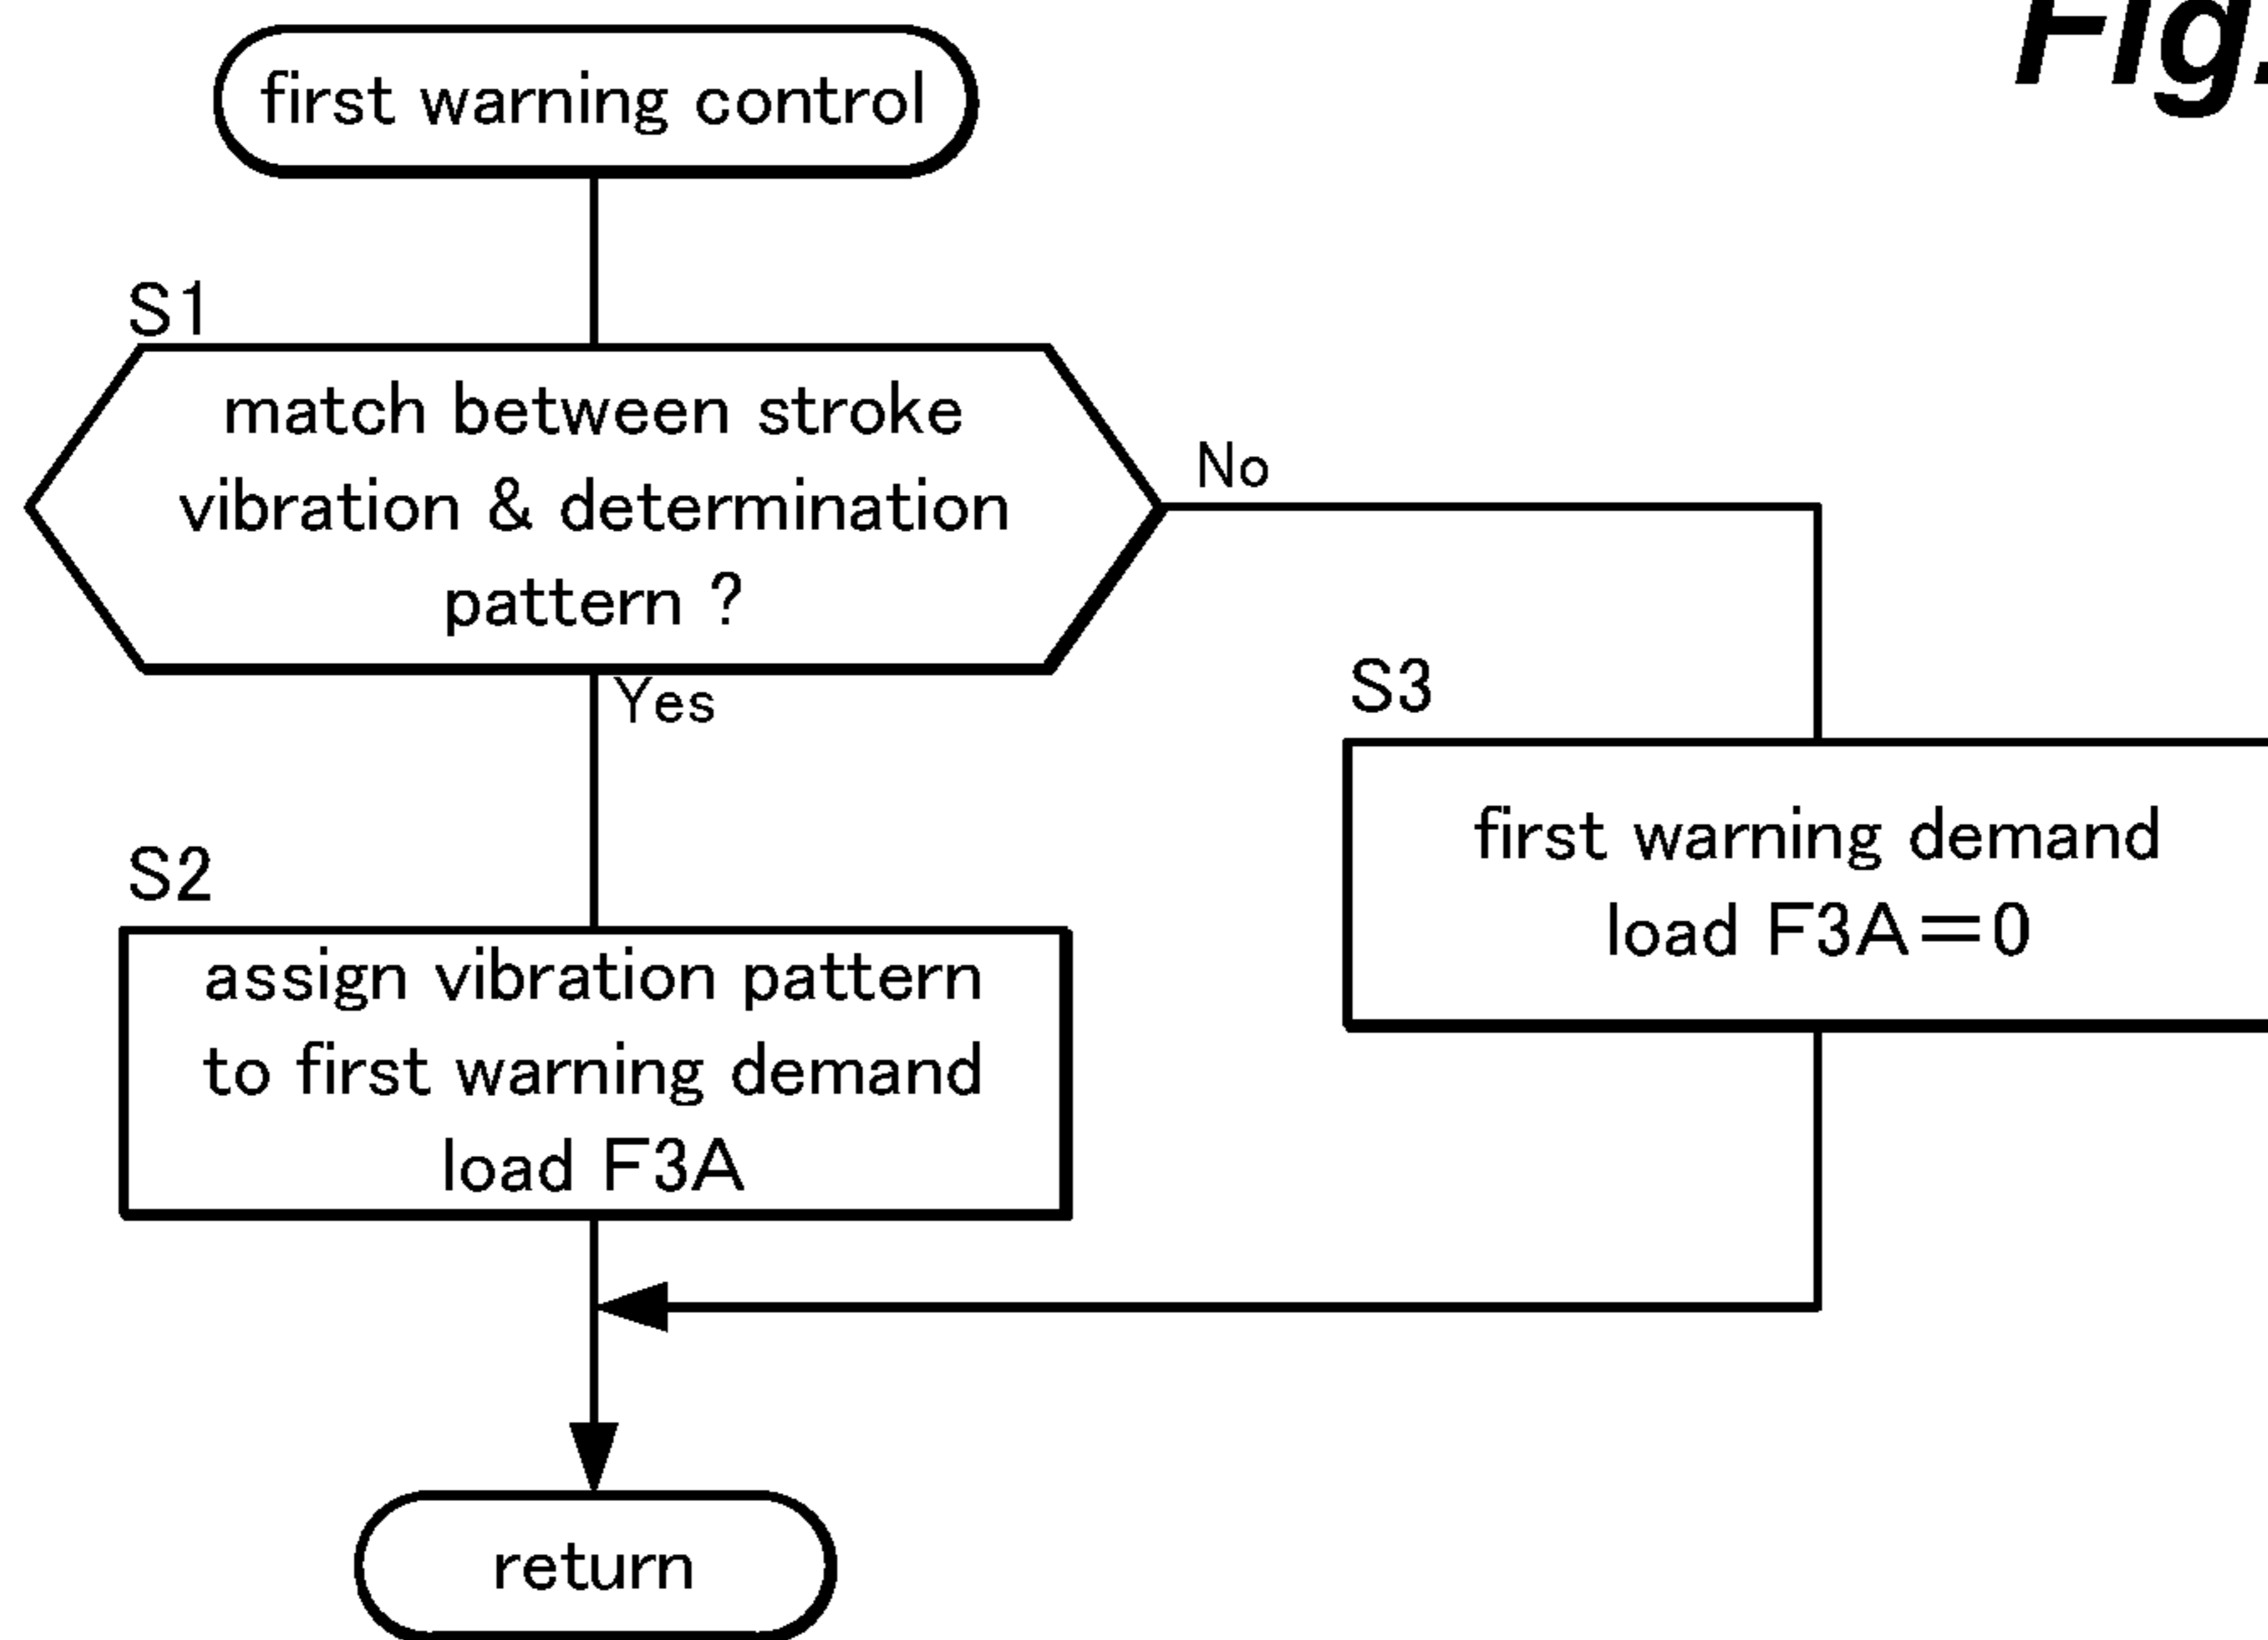 Fig.
first warning control
S1
match between stroke
vibration & determination
pattern ?
No
Yes
S3
first warning demand
load F3A=0
S2
assign vibration pattern
to first warning demand
load F3A
return